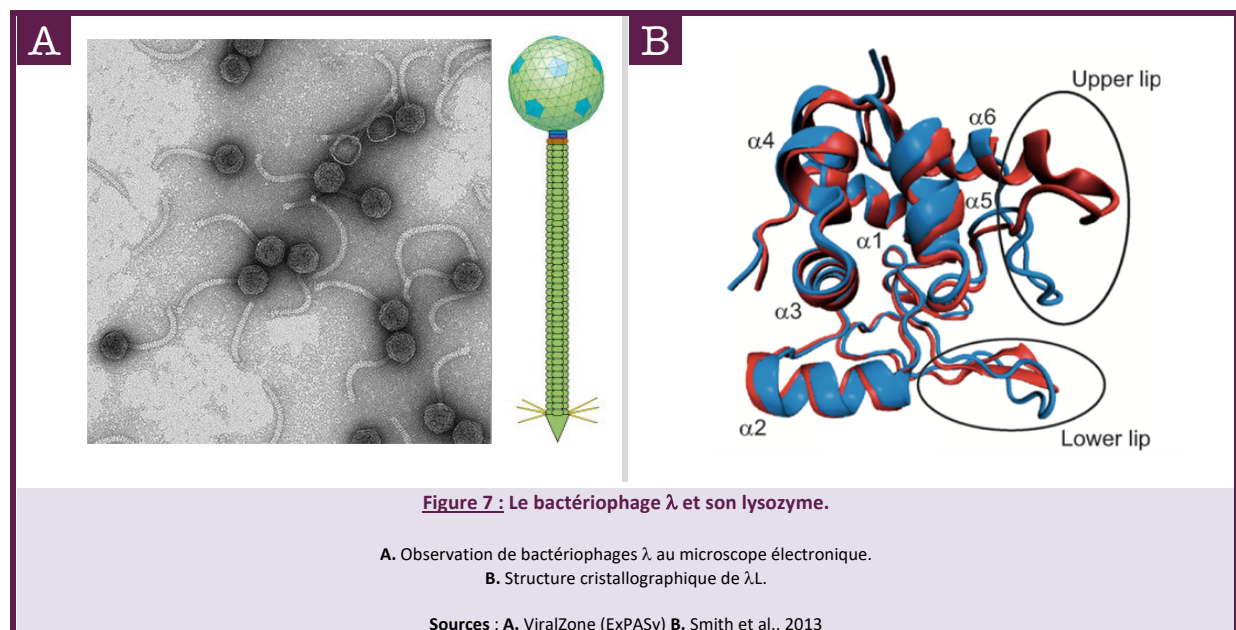 A
B
Upper lip
α6
α4
α5
α1
α3
α2
Lower lip
Figure 7 : Le bactériophage λ et son lysozyme.
A. Observation de bactériophages λ au microscope électronique.
B. Structure cristallographique de λL.
Sources : A. ViralZone (ExPASy) B. Smith et al., 2013